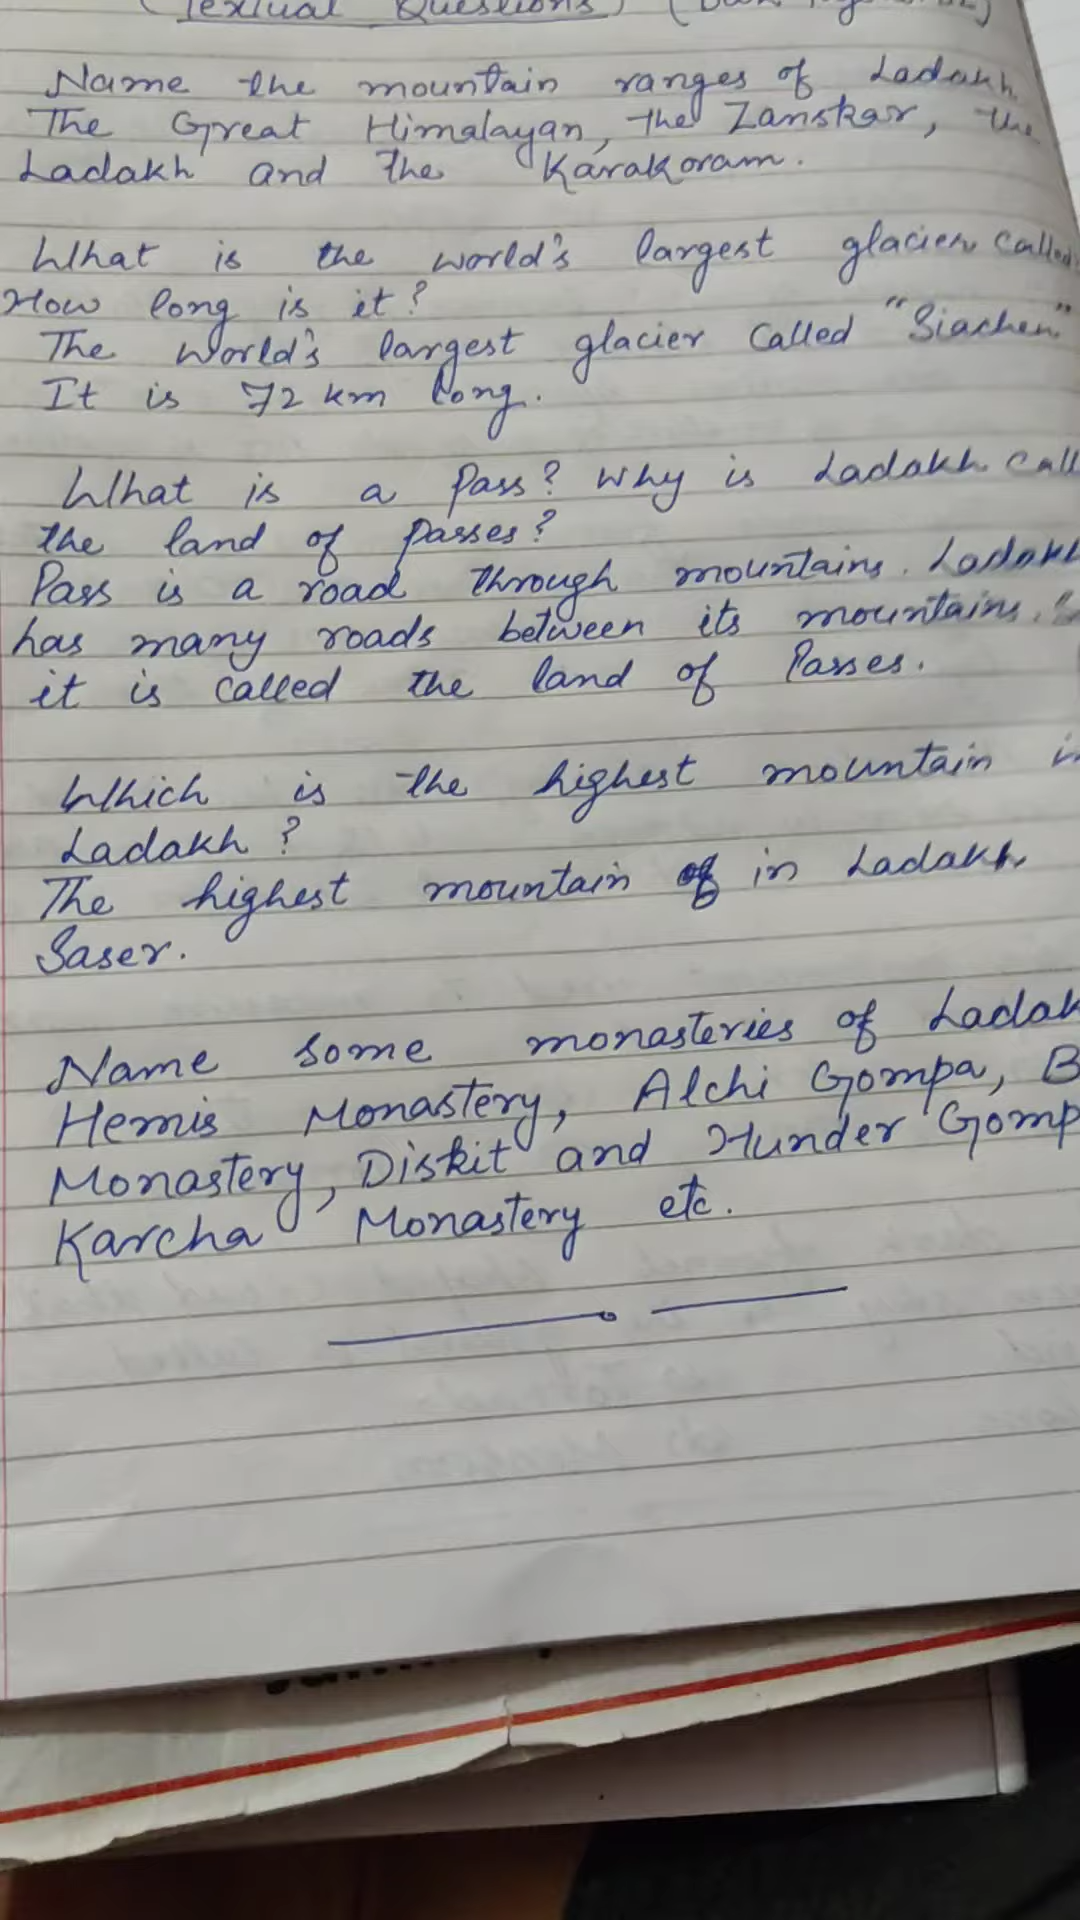 (Textual Questions)
Name the mountain ranges of Ladakh
The Great Himalayan, the Zanskar, the
Ladakh and the Karakoram.
What is the world's largest glacier called
How long is it?
The world's largest glacier called "Siachen"
It is 72 km long.
What is a Pass? Why is Ladakh call
the land of passes?
Pass is a road through mountains. Ladakh
has many roads between its mountains.
it is called the land of Passes.
Which is the highest mountain in
Ladakh?
The highest mountain of in Ladakh
Saser.
Name some monasteries of Ladak
Hemis Monastery, Alchi Gompa, B
Monastery, Diskit and Hunder Gomp
Karcha Monastery etc.